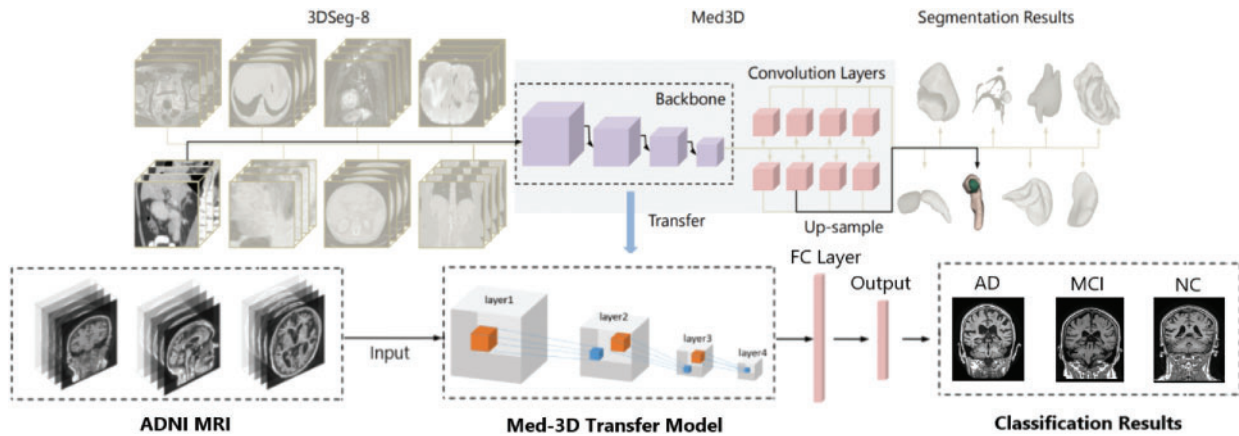 3DSeg-8
Med3D
Segmentation Results
Backbone
Convolution Layers
Up-sample
Transfer
FC Layer
Output
layer1
layer2
layer3
layer4
Input
AD
MCI
NC
ADNI MRI
Med-3D Transfer Model
Classification Results